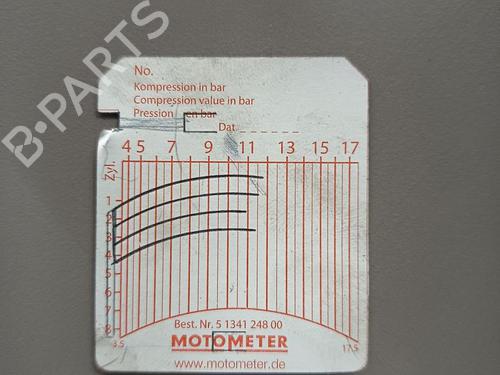 B-PARTS
No.
Kompression in bar
Compression value in bar
Pression en bar
Dat.
4 5 7 9 11 13 15 17
Zyl.
1
2
3
4
5
6
7
8
3.5 17.5
Best. Nr. 5 1341 248 00
MOTOMETER
www.motometer.de